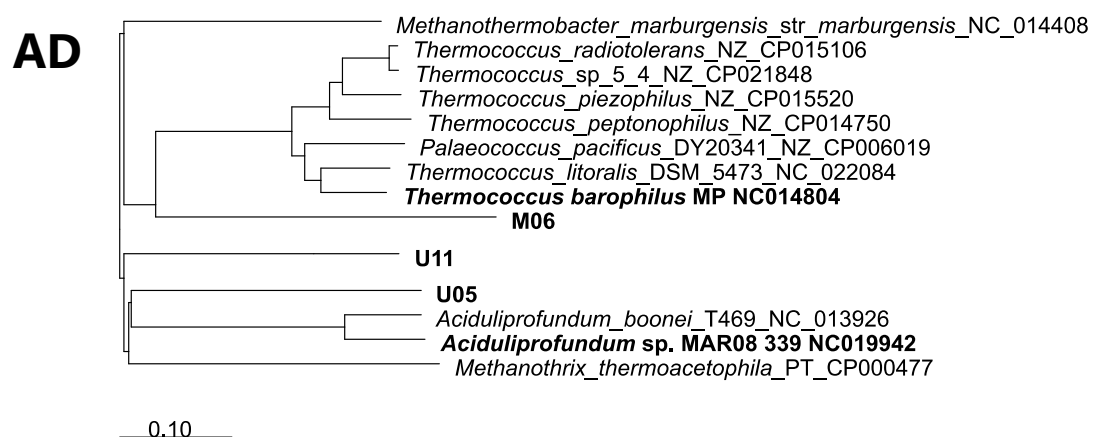 AD
Methanothermobacter_marburgensis_str_marburgensis_NC_014408
Thermococcus_radiotolerans_NZ_CP015106
Thermococcus_sp_5_4_NZ_CP021848
Thermococcus_piezophilus_NZ_CP015520
Thermococcus_peptonophilus_NZ_CP014750
Palaeococcus_pacificus_DY20341_NZ_CP006019
Thermococcus_litoralis_DSM_5473_NC_022084
Thermococcus barophilus MP NC014804
M06
U11
U05
Aciduliprofundum_boonei_T469_NC_013926
Aciduliprofundum sp. MAR08 339 NC019942
Methanothrix_thermoacetophila_PT_CP000477
0.10